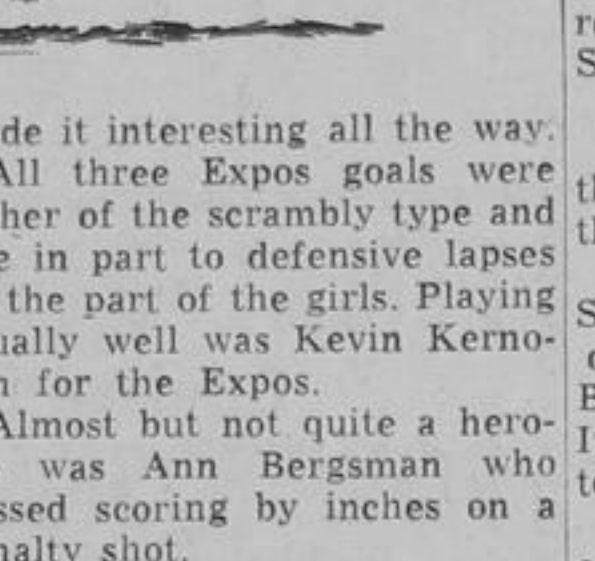 de it interesting all the way.
All three Expos goals were
her of the scrambly type and
e in part to defensive lapses
the part of the girls. Playing
ually well was Kevin Kerno-
n for the Expos.
Almost but not quite a hero-
was Ann Bergsman who
ssed scoring by inches on a
nalty shot.